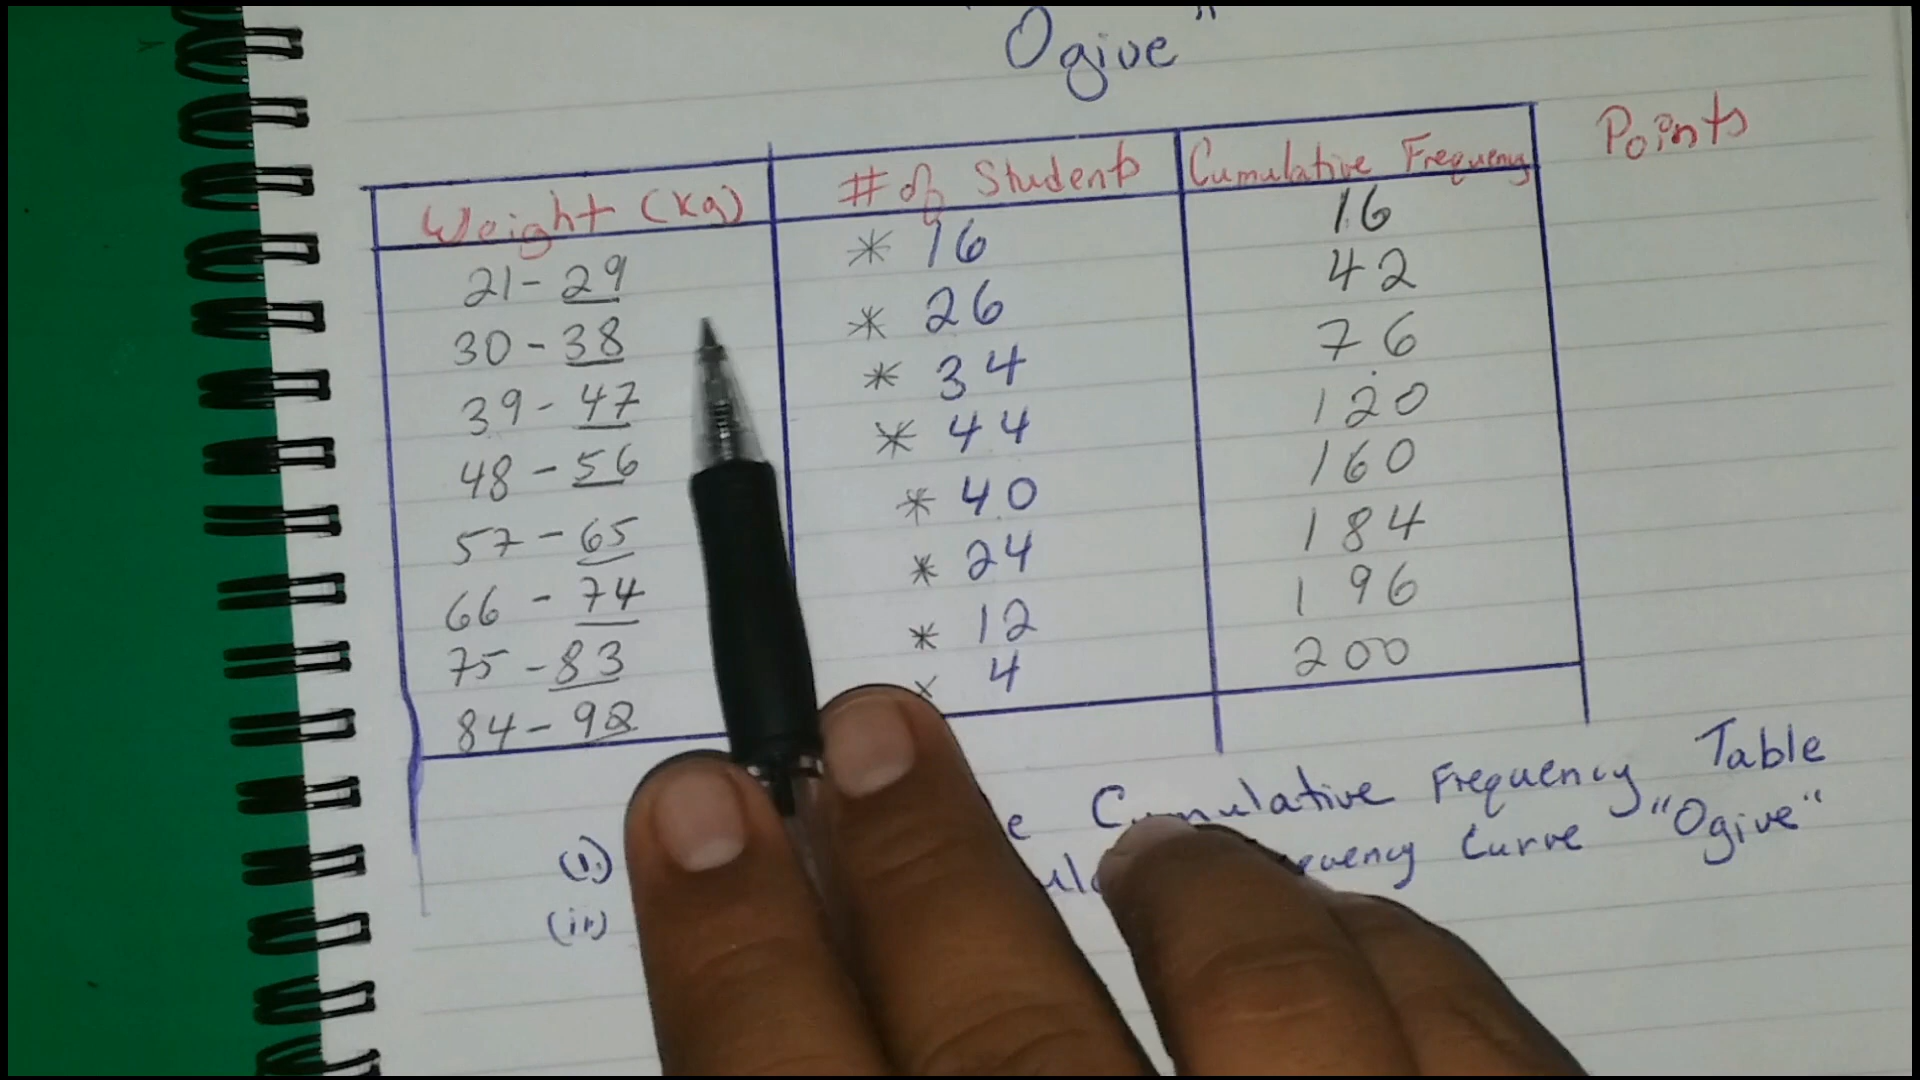 "Ogive"
Weight (Kg) # of Students Cumulative Frequency Points
21 - 29 * 16 16
30 - 38 * 26 42
39 - 47 * 34 76
48 - 56 * 44 120
57 - 65 * 40 160
66 - 74 * 24 184
75 - 83 * 12 196
84 - 92 × 4 200
(i) Cumulative Frequency Table
(ii) Curve "Ogive"